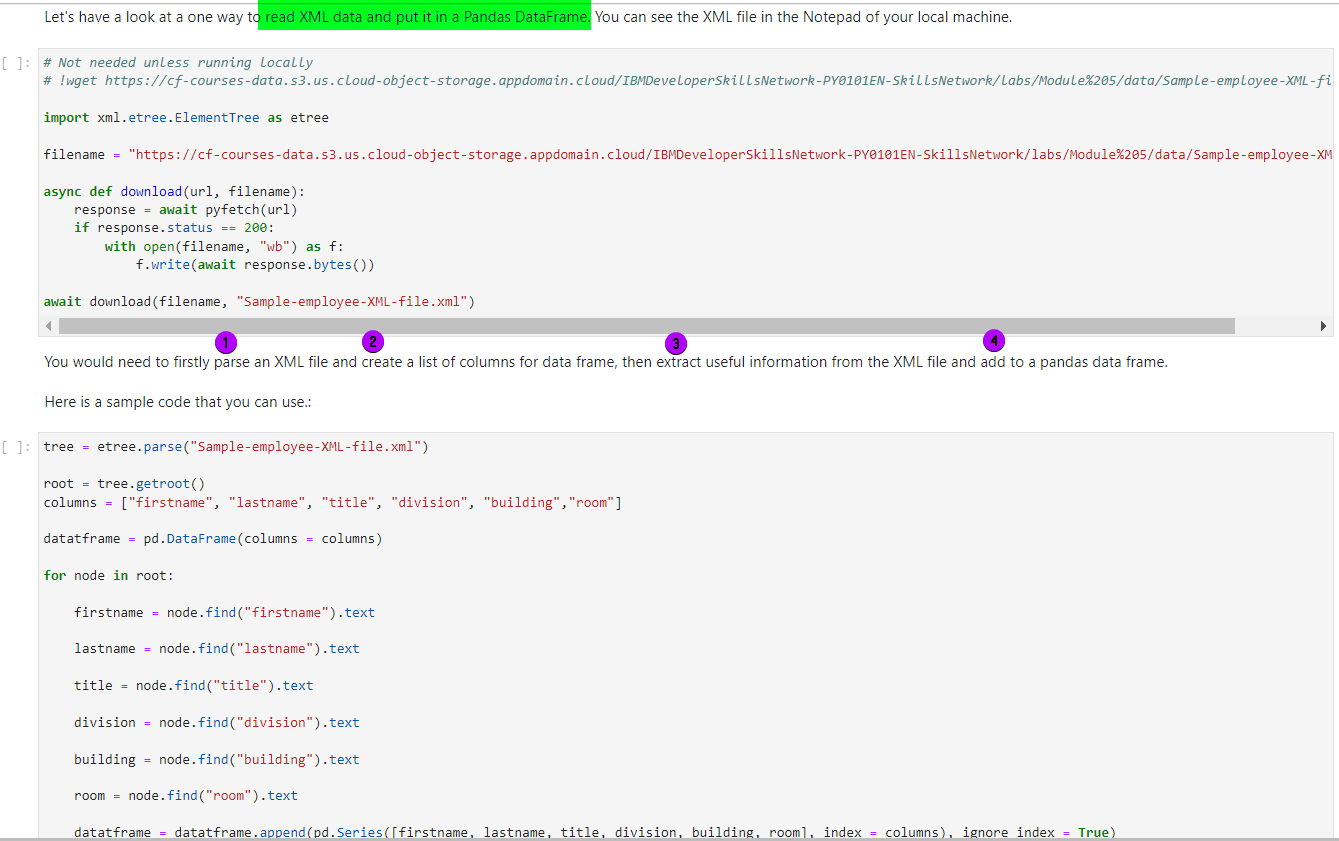 Let's have a look at a one way to read XML data and put it in a Pandas DataFrame. You can see the XML file in the Notepad of your local machine.
[ ]: # Not needed unless running locally
# !wget https://cf-courses-data.s3.us.cloud-object-storage.appdomain.cloud/IBMDeveloperSkillsNetwork-PY0101EN-SkillsNetwork/labs/Module%205/data/Sample-employee-XML-fi
import xml.etree.ElementTree as etree
filename = "https://cf-courses-data.s3.us.cloud-object-storage.appdomain.cloud/IBMDeveloperSkillsNetwork-PY0101EN-SkillsNetwork/labs/Module%205/data/Sample-employee-XM
async def download(url, filename):
    response = await pyfetch(url)
    if response.status == 200:
        with open(filename, "wb") as f:
            f.write(await response.bytes())
await download(filename, "Sample-employee-XML-file.xml")
1 2 3 4
You would need to firstly parse an XML file and create a list of columns for data frame, then extract useful information from the XML file and add to a pandas data frame.
Here is a sample code that you can use.:
[ ]: tree = etree.parse("Sample-employee-XML-file.xml")
root = tree.getroot()
columns = ["firstname", "lastname", "title", "division", "building","room"]
datatframe = pd.DataFrame(columns = columns)
for node in root:
    firstname = node.find("firstname").text
    lastname = node.find("lastname").text
    title = node.find("title").text
    division = node.find("division").text
    building = node.find("building").text
    room = node.find("room").text
    datatframe = datatframe.append(pd.Series([firstname, lastname, title, division, building, room], index = columns), ignore_index = True)